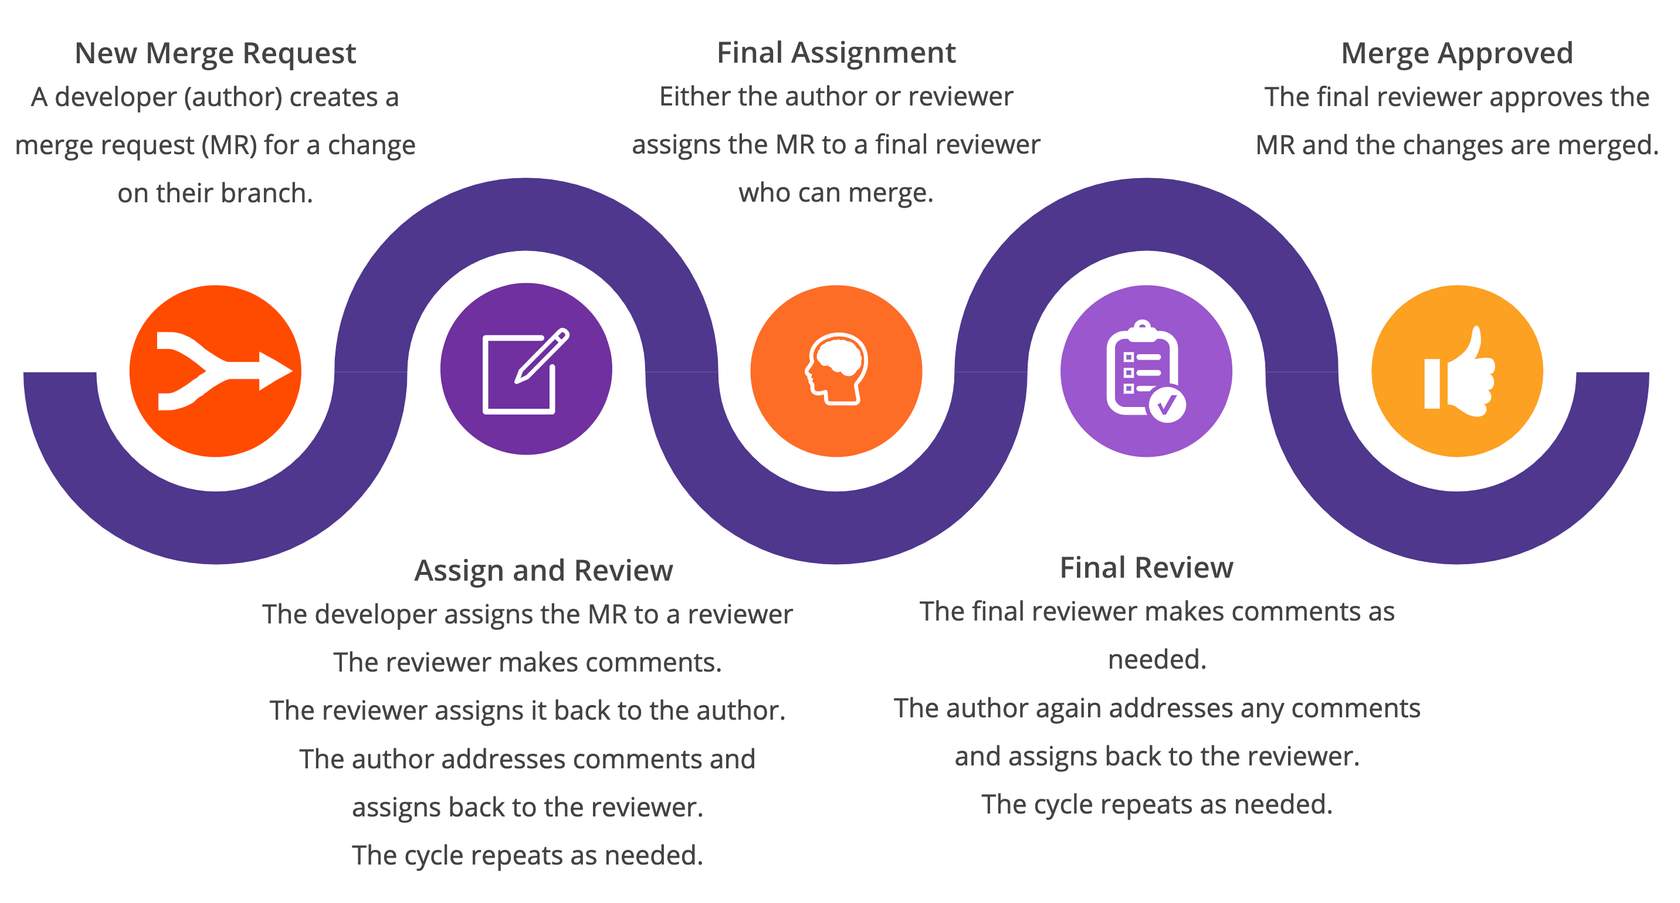 New Merge Request
A developer (author) creates a
merge request (MR) for a change
on their branch.
Assign and Review
The developer assigns the MR to a reviewer
The reviewer makes comments.
The reviewer assigns it back to the author.
The author addresses comments and
assigns back to the reviewer.
The cycle repeats as needed.
Final Assignment
Either the author or reviewer
assigns the MR to a final reviewer
who can merge.
Final Review
The final reviewer makes comments as
needed.
The author again addresses any comments
and assigns back to the reviewer.
The cycle repeats as needed.
Merge Approved
The final reviewer approves the
MR and the changes are merged.